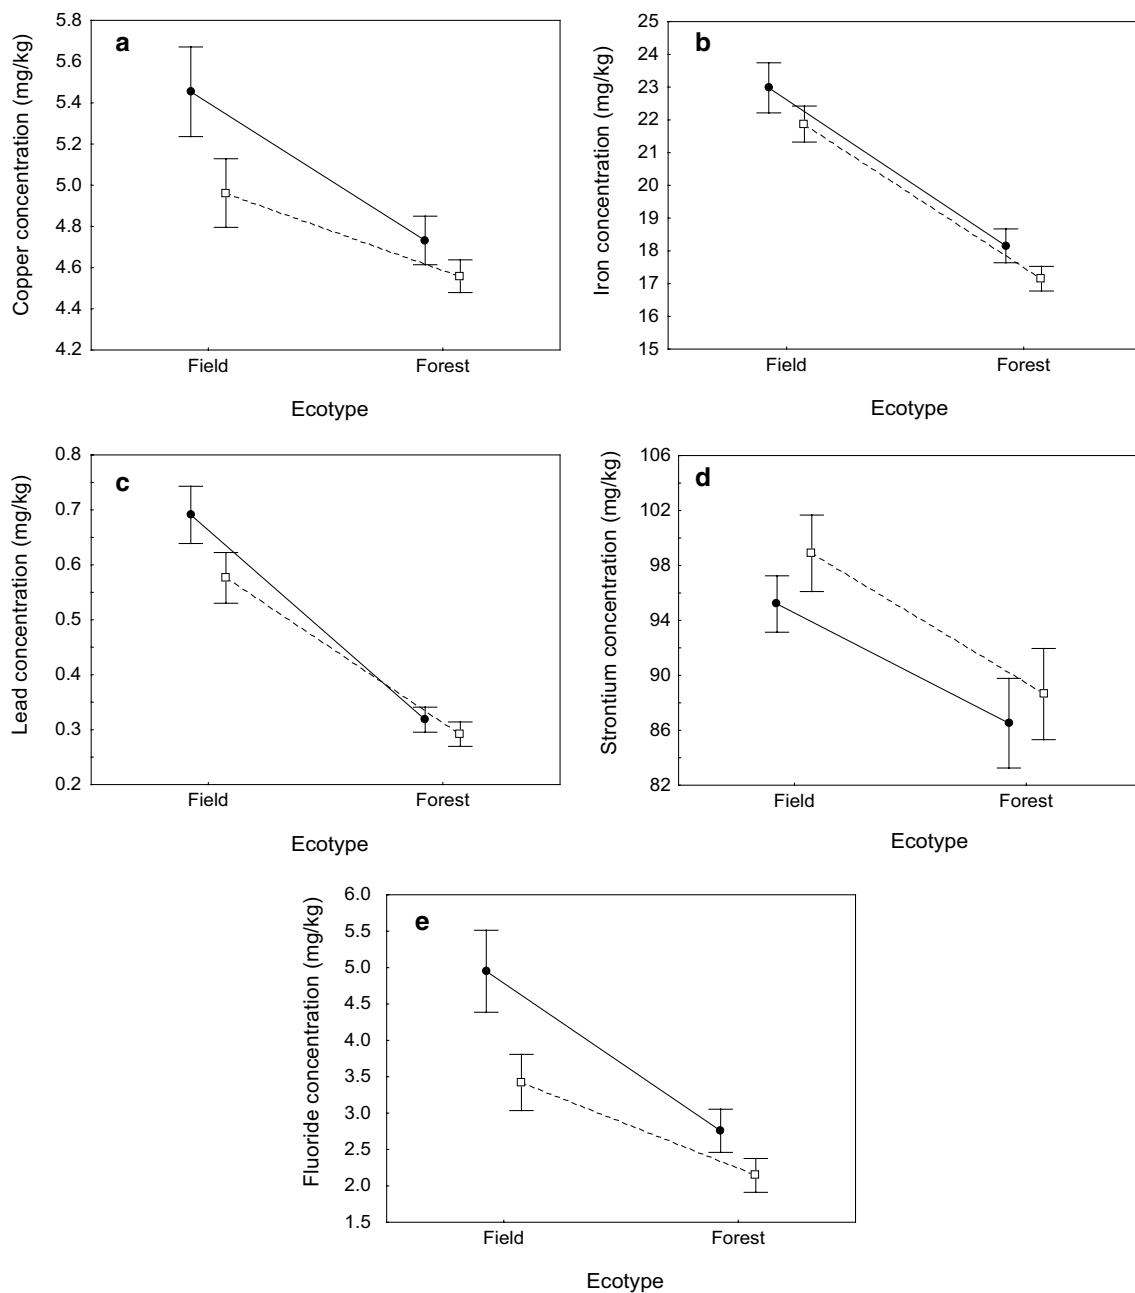 a
Copper concentration (mg/kg)
5.8
5.6
5.4
5.2
5.0
4.8
4.6
4.4
4.2
Field Forest
Ecotype
b
Iron concentration (mg/kg)
25
24
23
22
21
20
19
18
17
16
15
Field Forest
Ecotype
c
Lead concentration (mg/kg)
0.8
0.7
0.6
0.5
0.4
0.3
0.2
Field Forest
Ecotype
d
Strontium concentration (mg/kg)
106
102
98
94
90
86
82
Field Forest
Ecotype
e
Fluoride concentration (mg/kg)
6.0
5.5
5.0
4.5
4.0
3.5
3.0
2.5
2.0
1.5
Field Forest
Ecotype